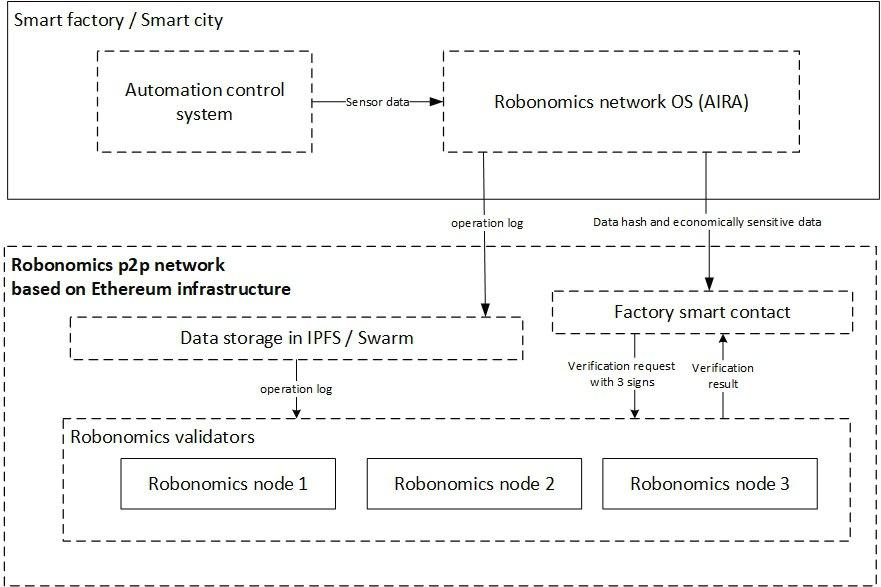 Smart factory / Smart city
Automation control
system
Sensor data
Robonomics network OS (AIRA)
operation log
Data hash and economically sensitive data
Robonomics p2p network
based on Ethereum infrastructure
Factory smart contact
Data storage in IPFS / Swarm
Verification request
with 3 signs
Verification
result
operation log
Robonomics validators
Robonomics node 1
Robonomics node 2
Robonomics node 3